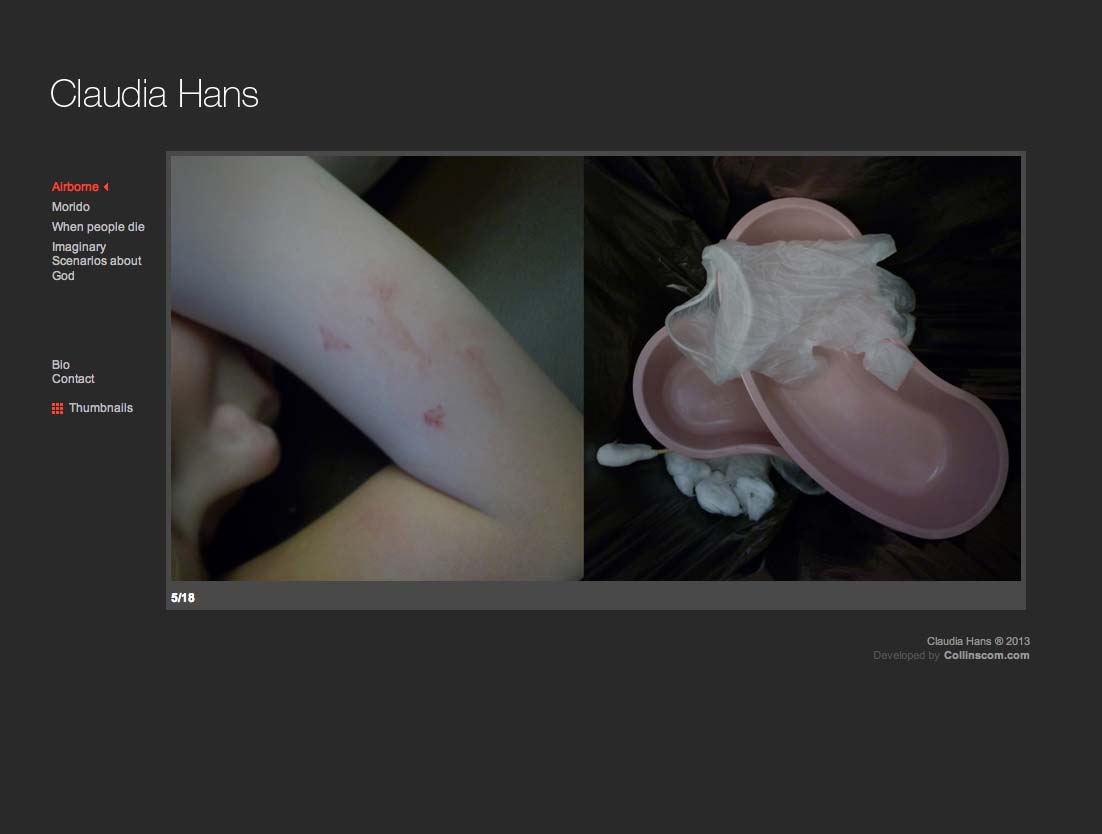 Claudia Hans
Airborne
Morido
When people die
Imaginary
Scenarios about
God
Bio
Contact
Thumbnails
5/18
Claudia Hans ® 2013
Developed by Collinscom.com